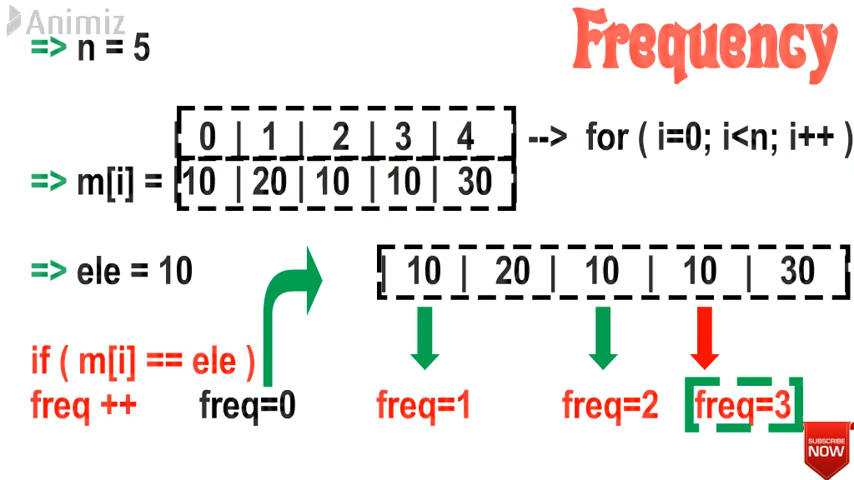 Animiz
Frequency
=> n = 5
0 | 1 | 2 | 3 | 4
--> for ( i=0; i<n; i++ )
=> m[i] = |10 | 20 | 10 | 10 | 30
=> ele = 10
| 10 | 20 | 10 | 10 | 30
if ( m[i] == ele )
freq ++
freq=0
freq=1
freq=2
freq=3
SUBSCRIBE
NOW